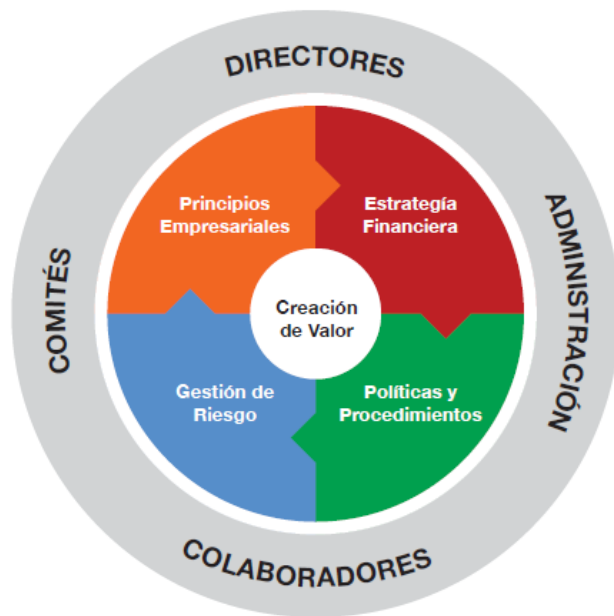 DIRECTORES
Principios
Empresariales
Estrategía
Financiera
COMITÉS
ADMINISTRACIÓN
Creación
de Valor
Gestión de
Riesgo
Políticas y
Procedimientos
COLABORADORES